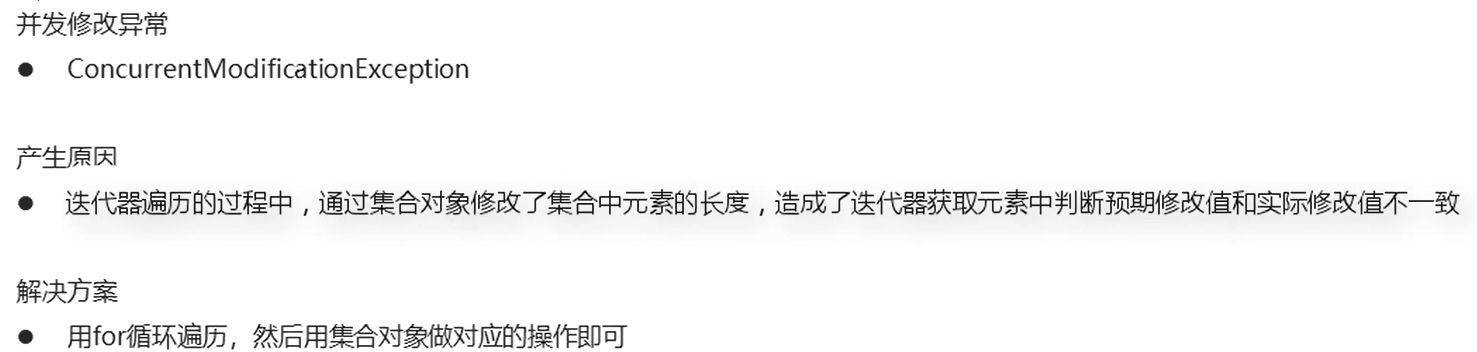 并发修改异常
● ConcurrentModificationException
产生原因
● 迭代器遍历的过程中，通过集合对象修改了集合中元素的长度，造成了迭代器获取元素中判断预期修改值和实际修改值不一致
解决方案
● 用for循环遍历，然后用集合对象做对应的操作即可